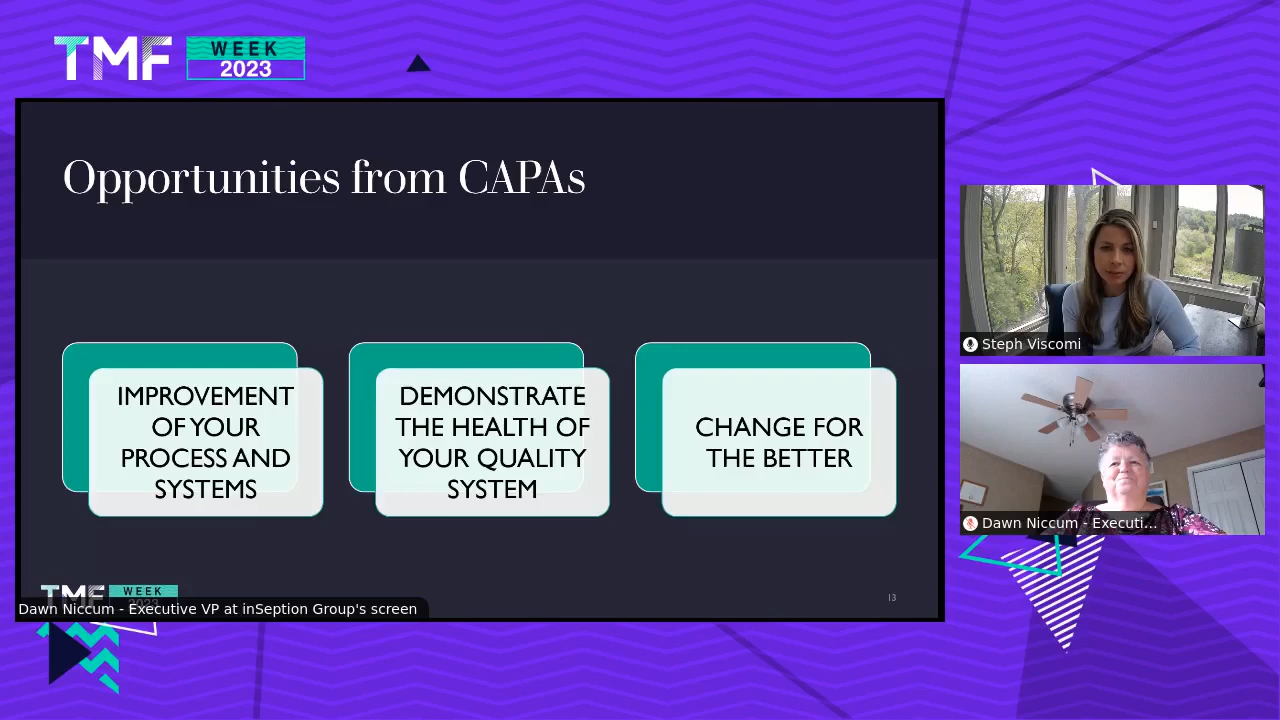 TMF WEEK
2023
Opportunities from CAPAs
IMPROVEMENT
OF YOUR
PROCESS AND
SYSTEMS
DEMONSTRATE
THE HEALTH OF
YOUR QUALITY
SYSTEM
CHANGE FOR
THE BETTER
TMF WEEK
13
Dawn Niccum - Executive VP at inSeption Group's screen
Steph Viscomi
Dawn Niccum - Executi...